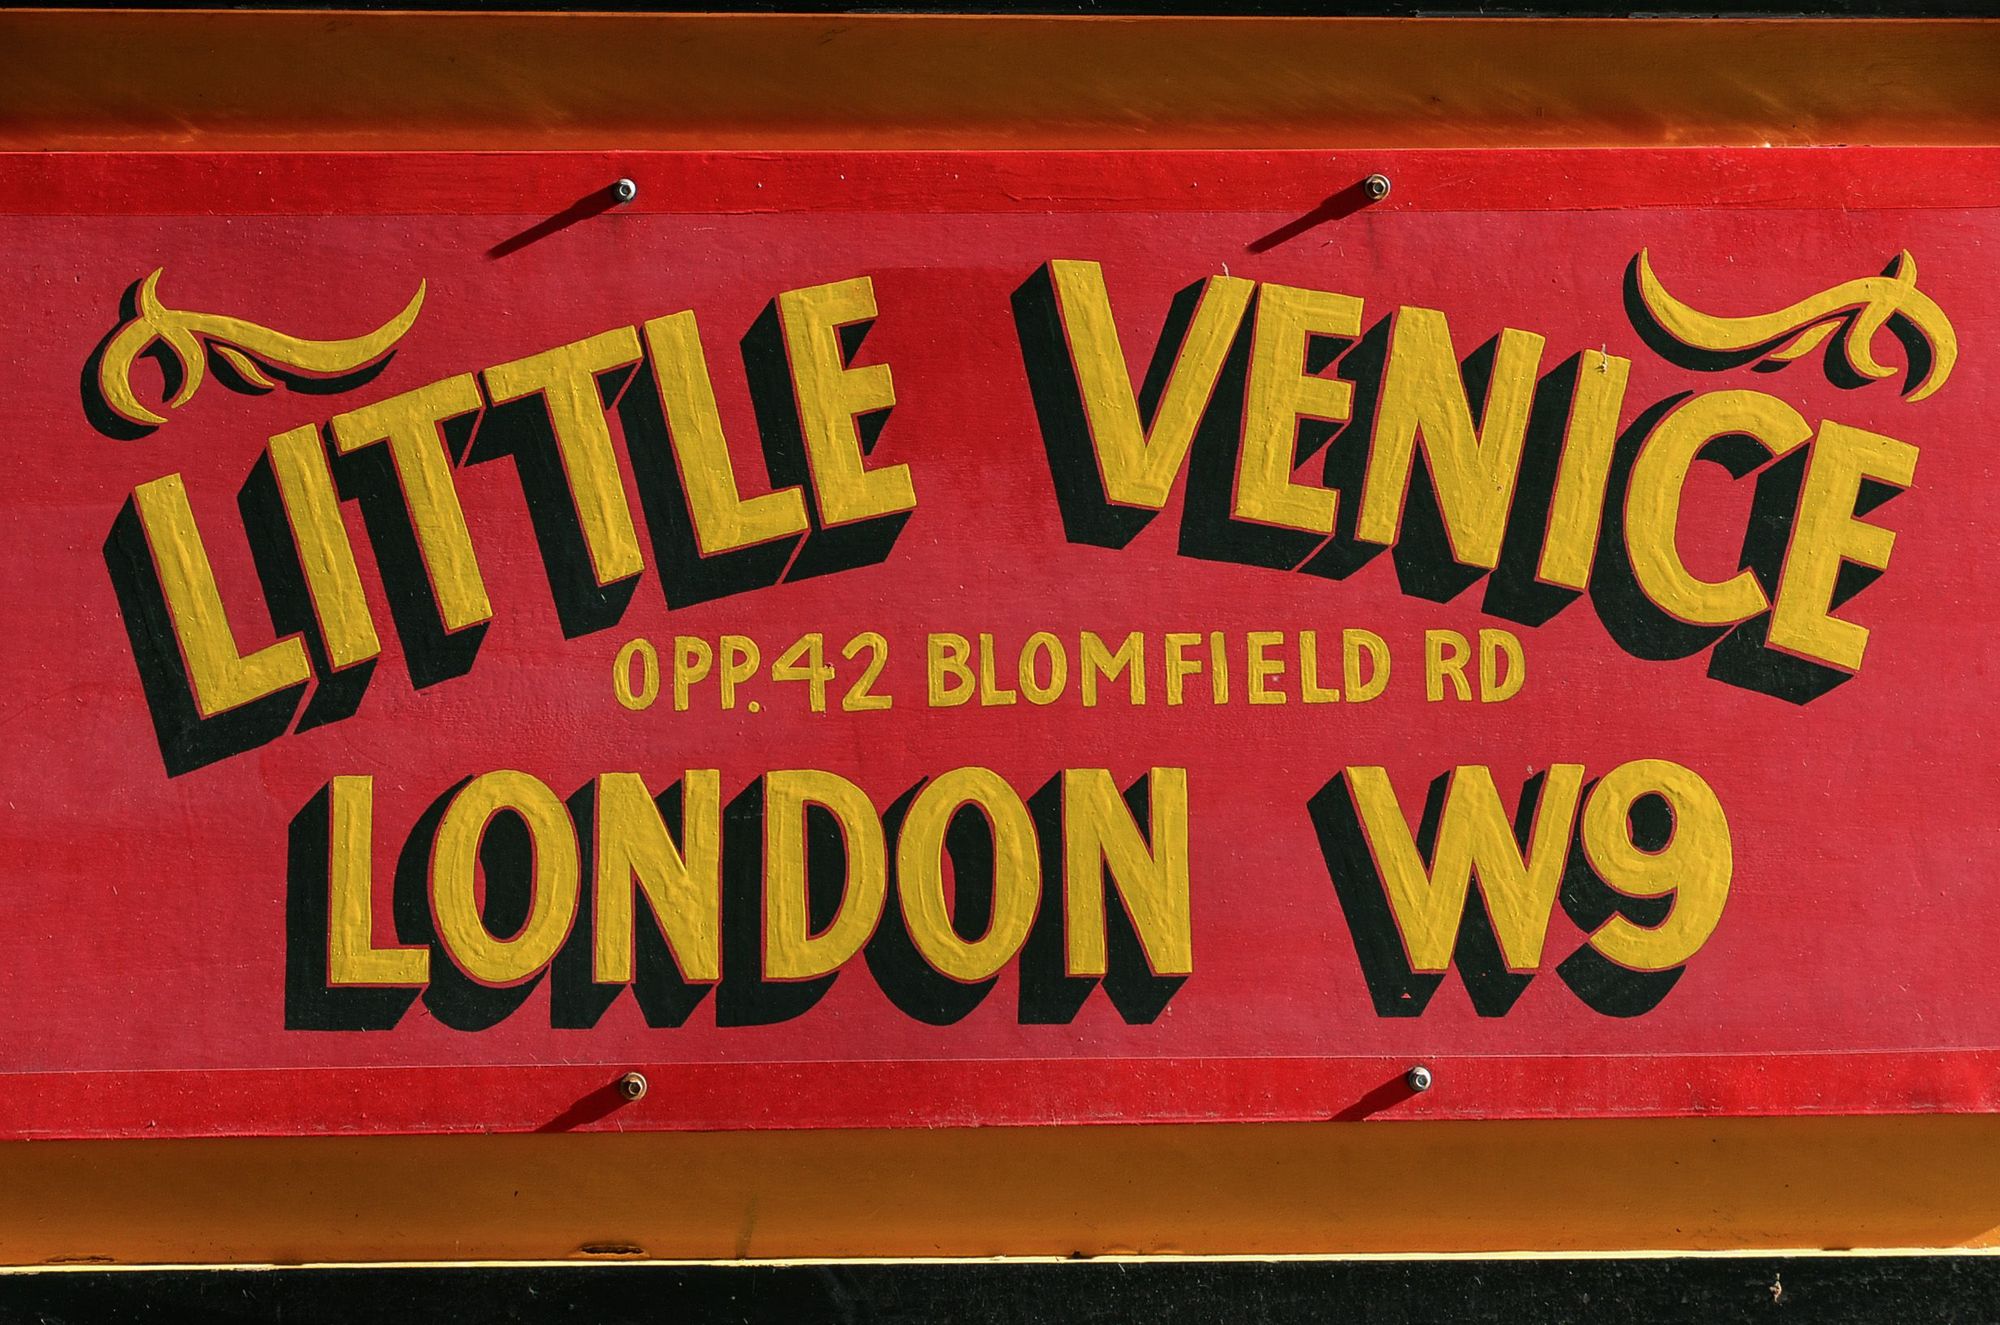 LITTLE VENICE
OPP. 42 BLOMFIELD RD
LONDON W9